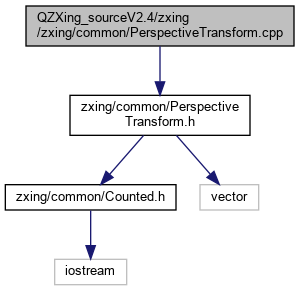 QZXing_sourceV2.4/zxing
/zxing/common/PerspectiveTransform.cpp
zxing/common/Perspective
Transform.h
zxing/common/Counted.h
vector
iostream